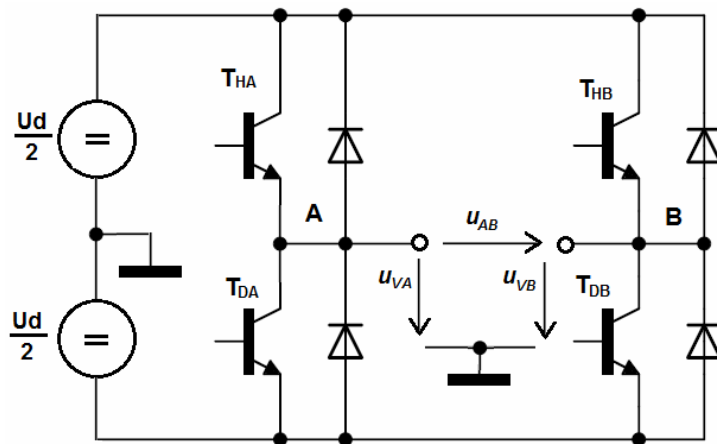 T_HA
T_HB
Ud
2
=
A
u_AB
B
u_VA
u_VB
T_DA
T_DB
Ud
2
=